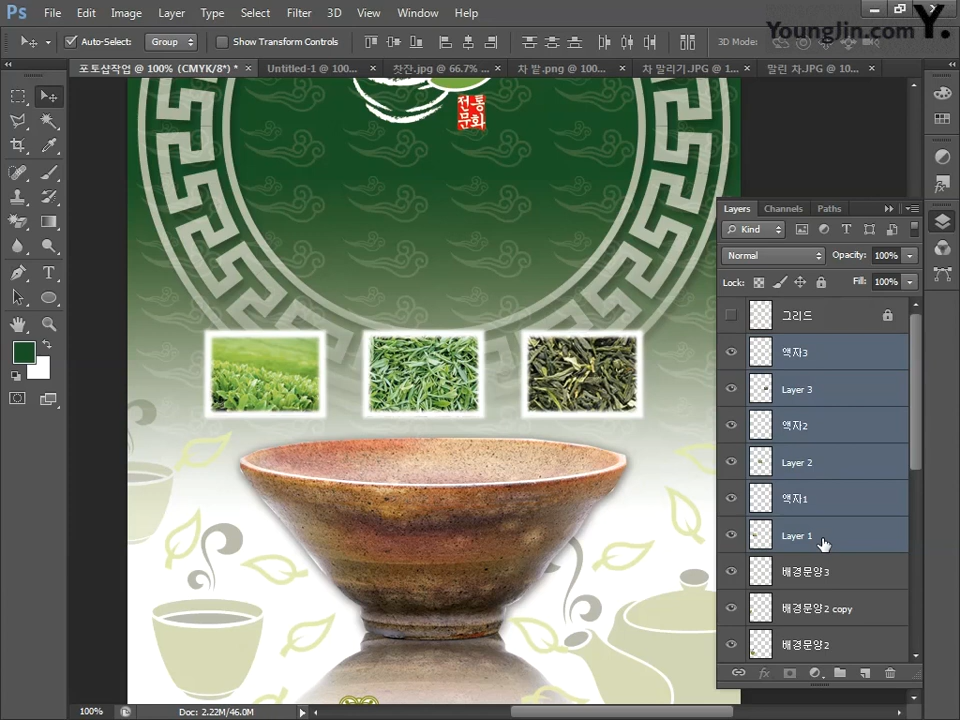 Ps File Edit Image Layer Type Select Filter 3D View Window Help
YoungJin.com Y.
Auto-Select: Group Show Transform Controls 3D Mode:
포토샵작업 @ 100% (CMYK/8*) * × Untitled-1 @ 100... × 찻잔.jpg @ 66.7% ... × 차 밭.png @ 100... × 차 말리기.JPG @ 1... × 말린 차.JPG @ 10... ×
전통
문화
Layers Channels Paths
Kind
Normal Opacity: 100%
Lock: Fill: 100%
그리드
액자3
Layer 3
액자2
Layer 2
액자1
Layer 1
배경문양3
배경문양2 copy
배경문양2
fx
100% Doc: 2.22M/46.0M